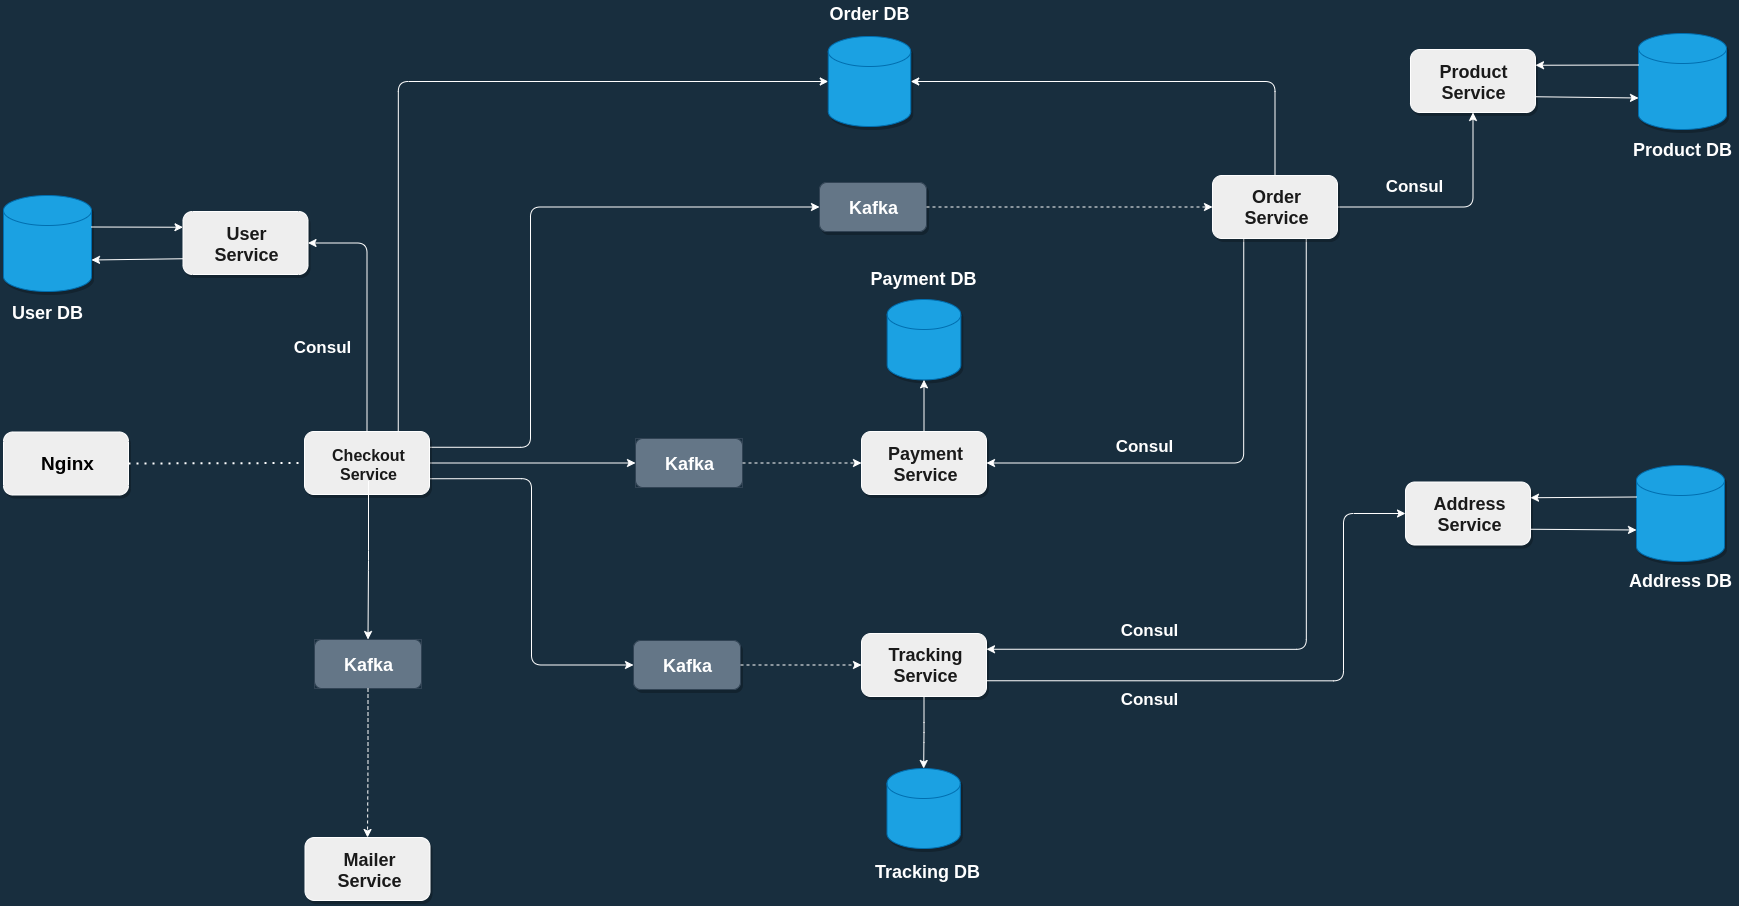 Order DB
Product
Service
Product DB
Consul
Order
Service
Kafka
User
Service
User DB
Payment DB
Consul
Nginx
Checkout
Service
Kafka
Payment
Service
Consul
Address
Service
Address DB
Consul
Kafka
Kafka
Tracking
Service
Consul
Mailer
Service
Tracking DB